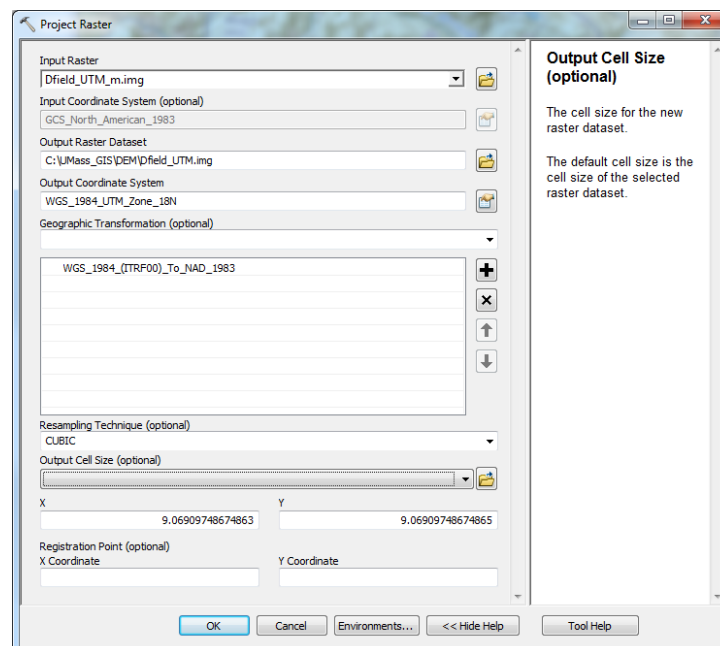 Project Raster
Input Raster
Dfield_UTM_m.img
Input Coordinate System (optional)
GCS_North_American_1983
Output Raster Dataset
C:\UMass_GIS\DEM\Dfield_UTM.img
Output Coordinate System
WGS_1984_UTM_Zone_18N
Geographic Transformation (optional)
WGS_1984_(ITRF00)_To_NAD_1983
Resampling Technique (optional)
CUBIC
Output Cell Size (optional)
X Y
9.06909748674863 9.06909748674865
Registration Point (optional)
X Coordinate Y Coordinate
OK Cancel Environments... << Hide Help Tool Help
Output Cell Size
(optional)
The cell size for the new
raster dataset.
The default cell size is the
cell size of the selected
raster dataset.